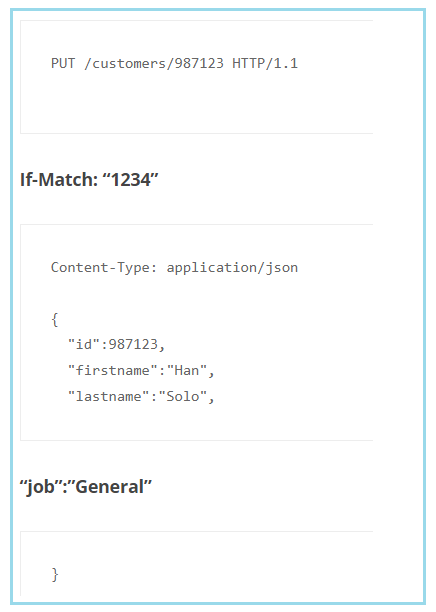 PUT /customers/987123 HTTP/1.1
If-Match: “1234”
Content-Type: application/json
{
"id":987123,
"firstname":"Han",
"lastname":"Solo",
“job”:”General”
}